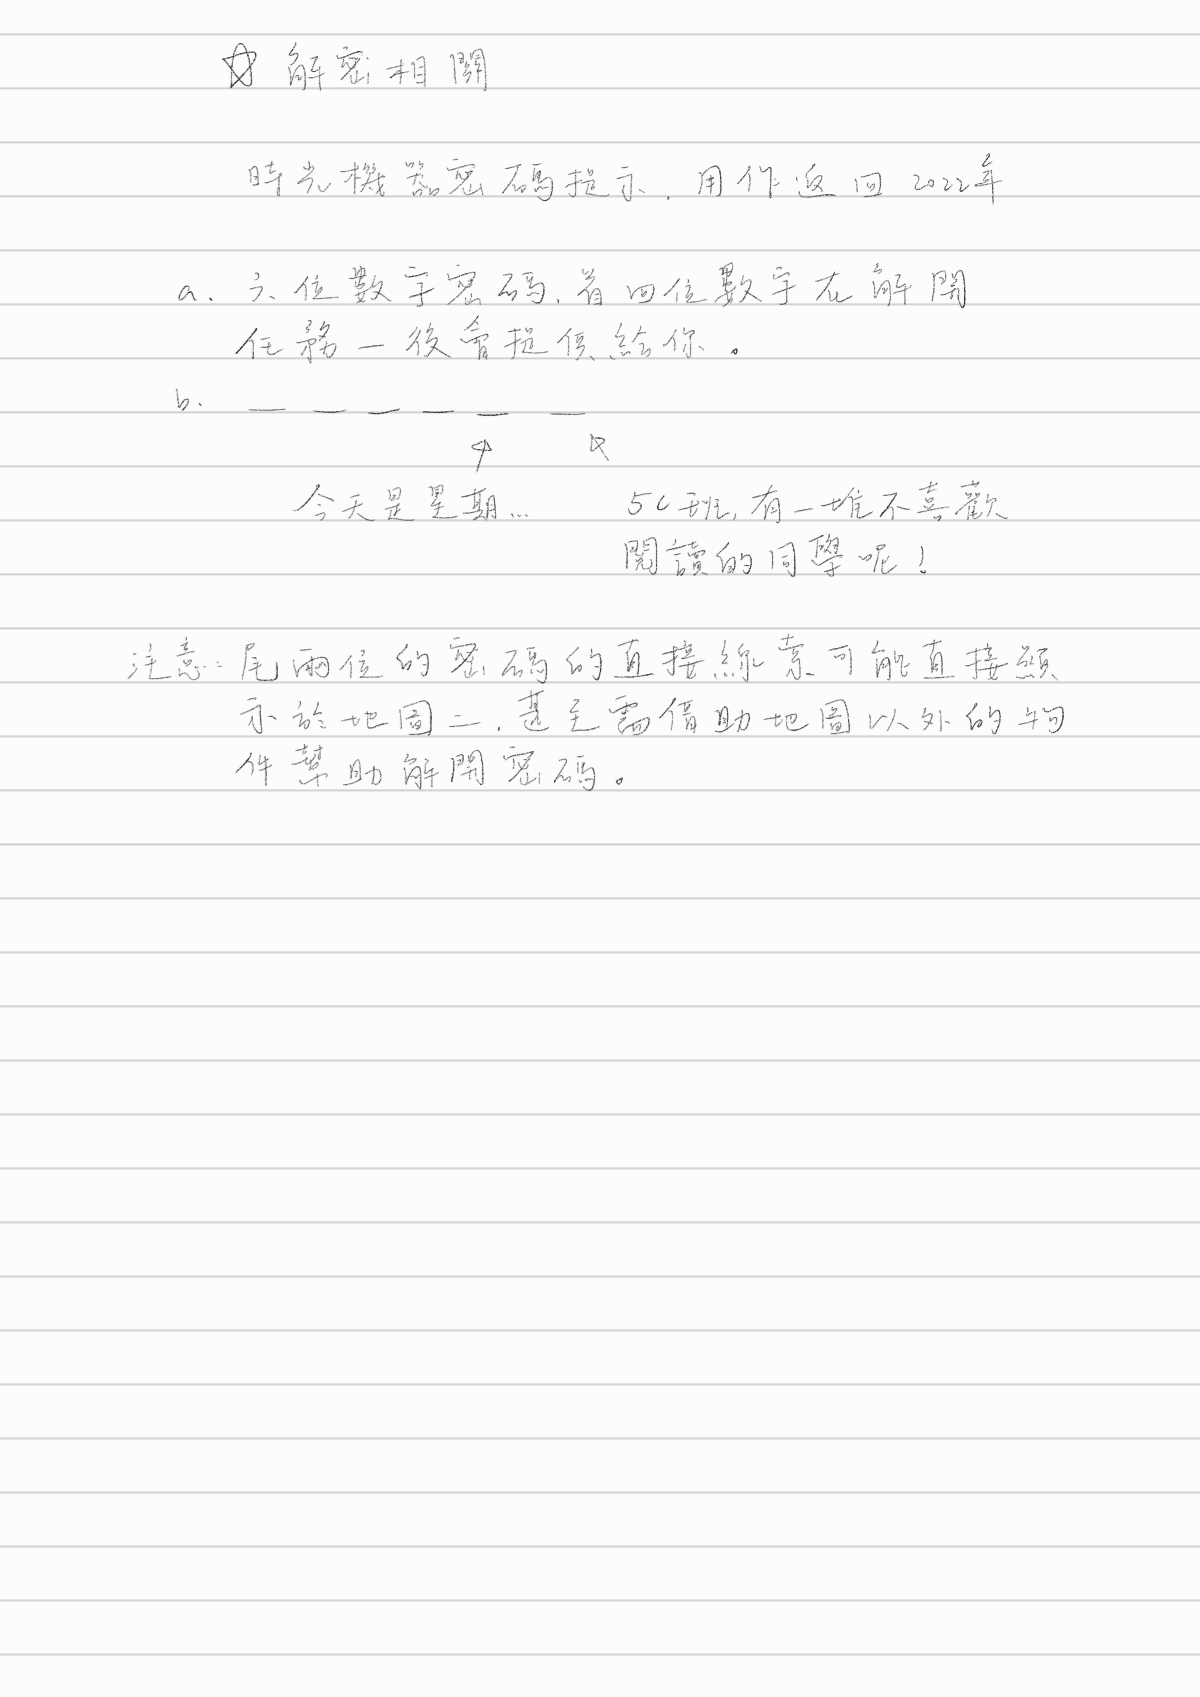 ☆ 解密相關
時光機器密碼提示，用作返回2022年
a. 六位數字密碼，首四位數字在解開
任務一後會提供給你。
b. _ _ _ _ _ _
今天是星期... 5C班，有一堆不喜歡
閱讀的同學呢！
注意：尾兩位的密碼的直接線索可能直接顯
示於地圖二，甚至需借助地圖以外的物
件幫助解開密碼。